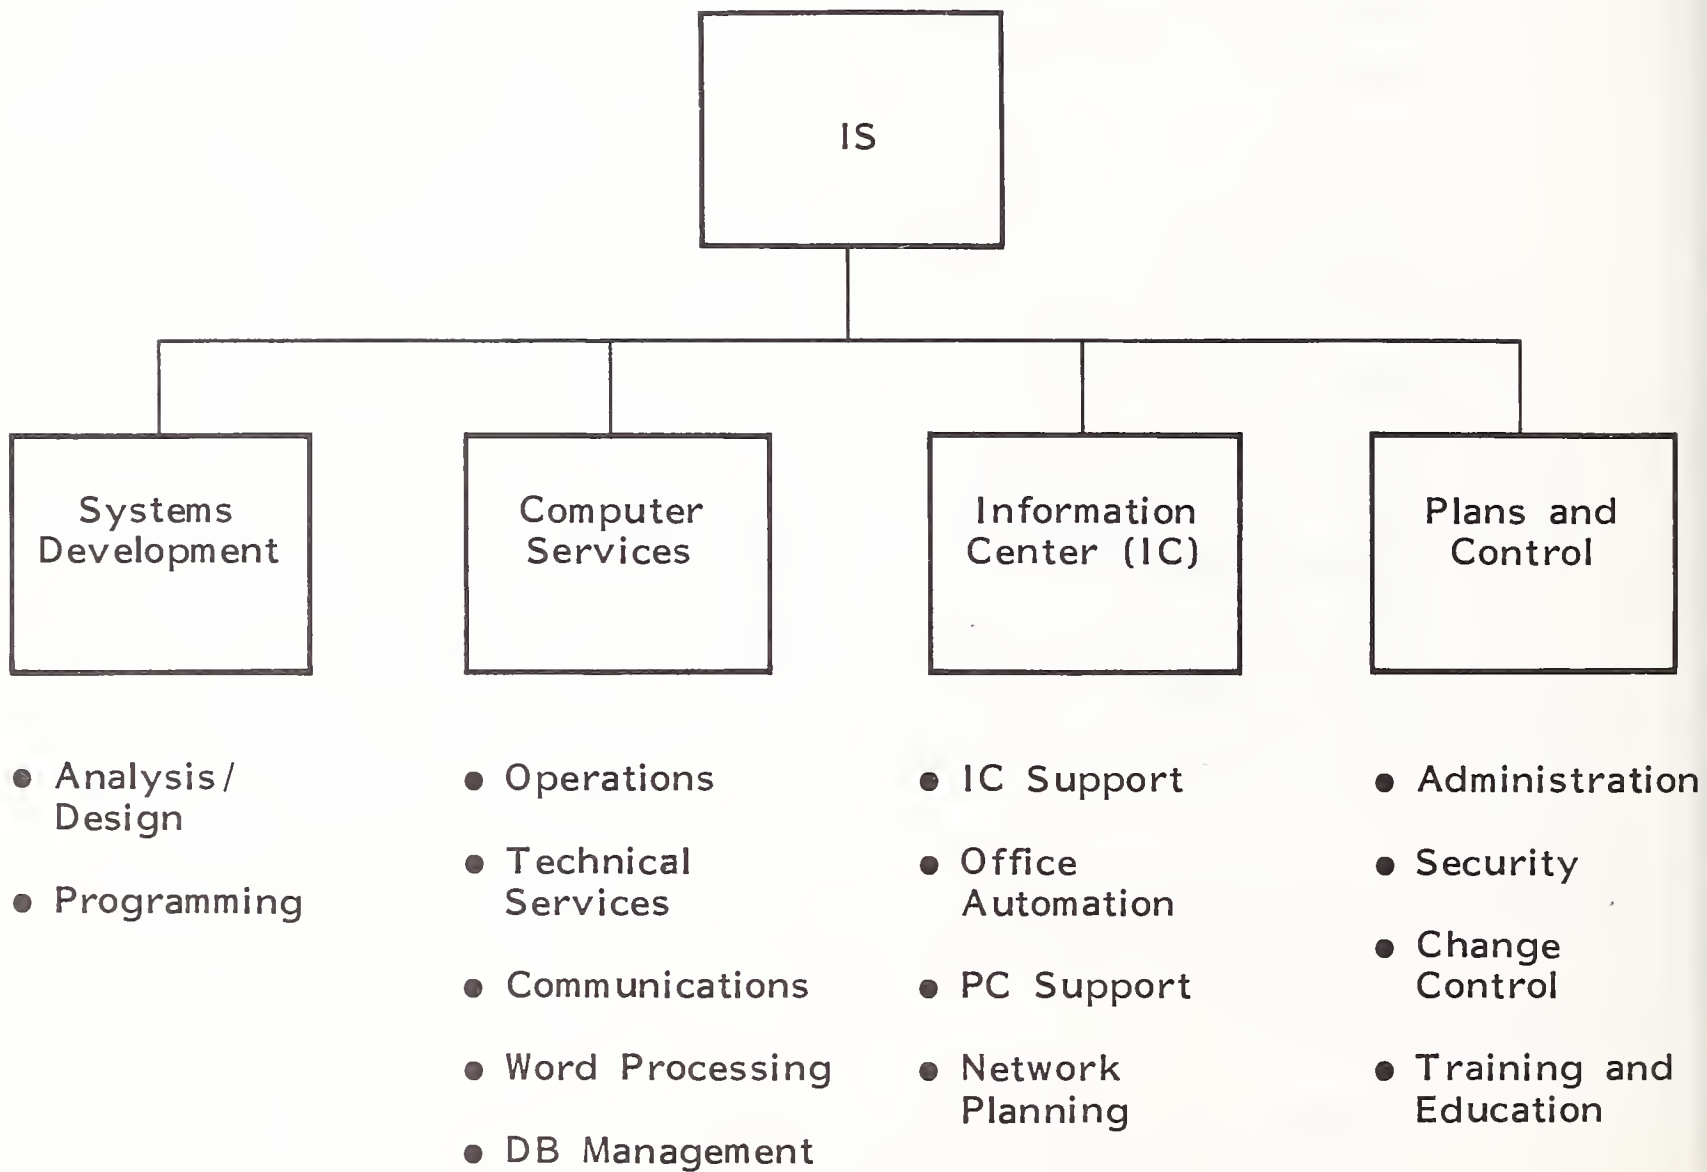 IS
Systems
Development
Computer
Services
Information
Center (IC)
Plans and
Control
• Analysis/
Design
• Programming
• Operations
• Technical
Services
• Communications
• Word Processing
• DB Management
• IC Support
• Office
Automation
• PC Support
• Network
Planning
• Administration
• Security
• Change
Control
• Training and
Education